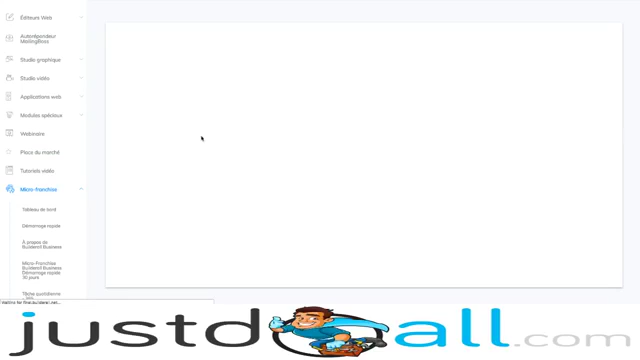 Éditeurs Web
Autorépondeur
MailingBoss
Studio graphique
Studio vidéo
Applications web
Modules spéciaux
Webinaire
Place du marché
Tutoriels vidéo
Micro-franchise
Tableau de bord
Démarrage rapide
À propos de
Builderall Business
Micro-Franchise
Builderall Business
Démarrage rapide
30 jours
Tâche quotidienne
justdoall.com